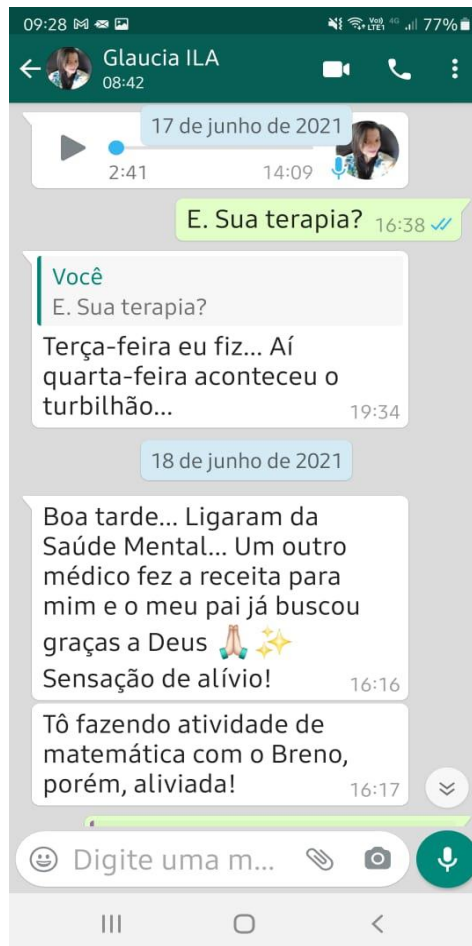 09:28 77%
Glaucia ILA
08:42
17 de junho de 2021
2:41 14:09
E. Sua terapia? 16:38
Você
E. Sua terapia?
Terça-feira eu fiz... Aí
quarta-feira aconteceu o
turbilhão... 19:34
18 de junho de 2021
Boa tarde... Ligaram da
Saúde Mental... Um outro
médico fez a receita para
mim e o meu pai já buscou
graças a Deus 🙏🏻 ✨
Sensação de alívio! 16:16
Tô fazendo atividade de
matemática com o Breno,
porém, aliviada! 16:17
Digite uma m...